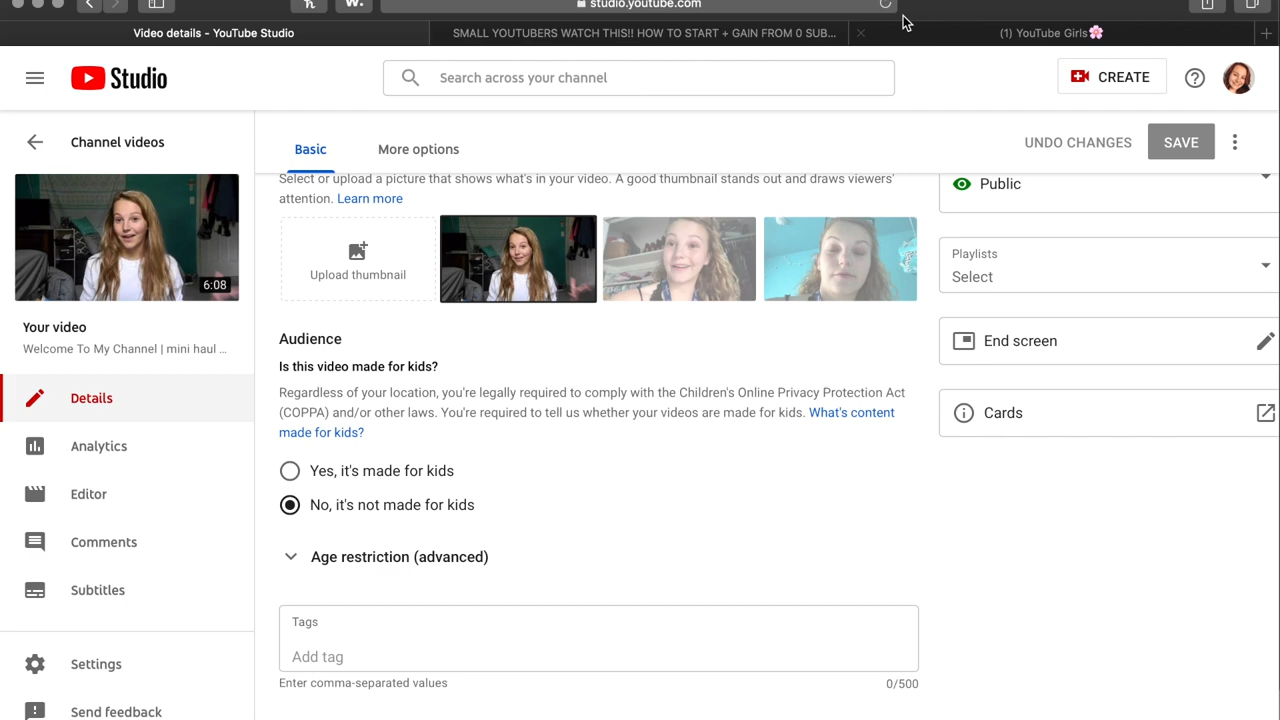 studio.youtube.com
Video details - YouTube Studio
SMALL YOUTUBERS WATCH THIS!! HOW TO START + GAIN FROM 0 SUB...
(1) YouTube Girls🌸
Studio
Search across your channel
CREATE
Channel videos
Basic
More options
UNDO CHANGES
SAVE
Select or upload a picture that shows what's in your video. A good thumbnail stands out and draws viewers'
attention. Learn more
Public
Upload thumbnail
Playlists
Select
6:08
Your video
Welcome To My Channel | mini haul ...
Audience
Is this video made for kids?
End screen
Regardless of your location, you're legally required to comply with the Children's Online Privacy Protection Act
(COPPA) and/or other laws. You're required to tell us whether your videos are made for kids. What's content
made for kids?
Cards
Details
Analytics
Yes, it's made for kids
Editor
No, it's not made for kids
Comments
Age restriction (advanced)
Subtitles
Tags
Add tag
Enter comma-separated values
0/500
Settings
Send feedback